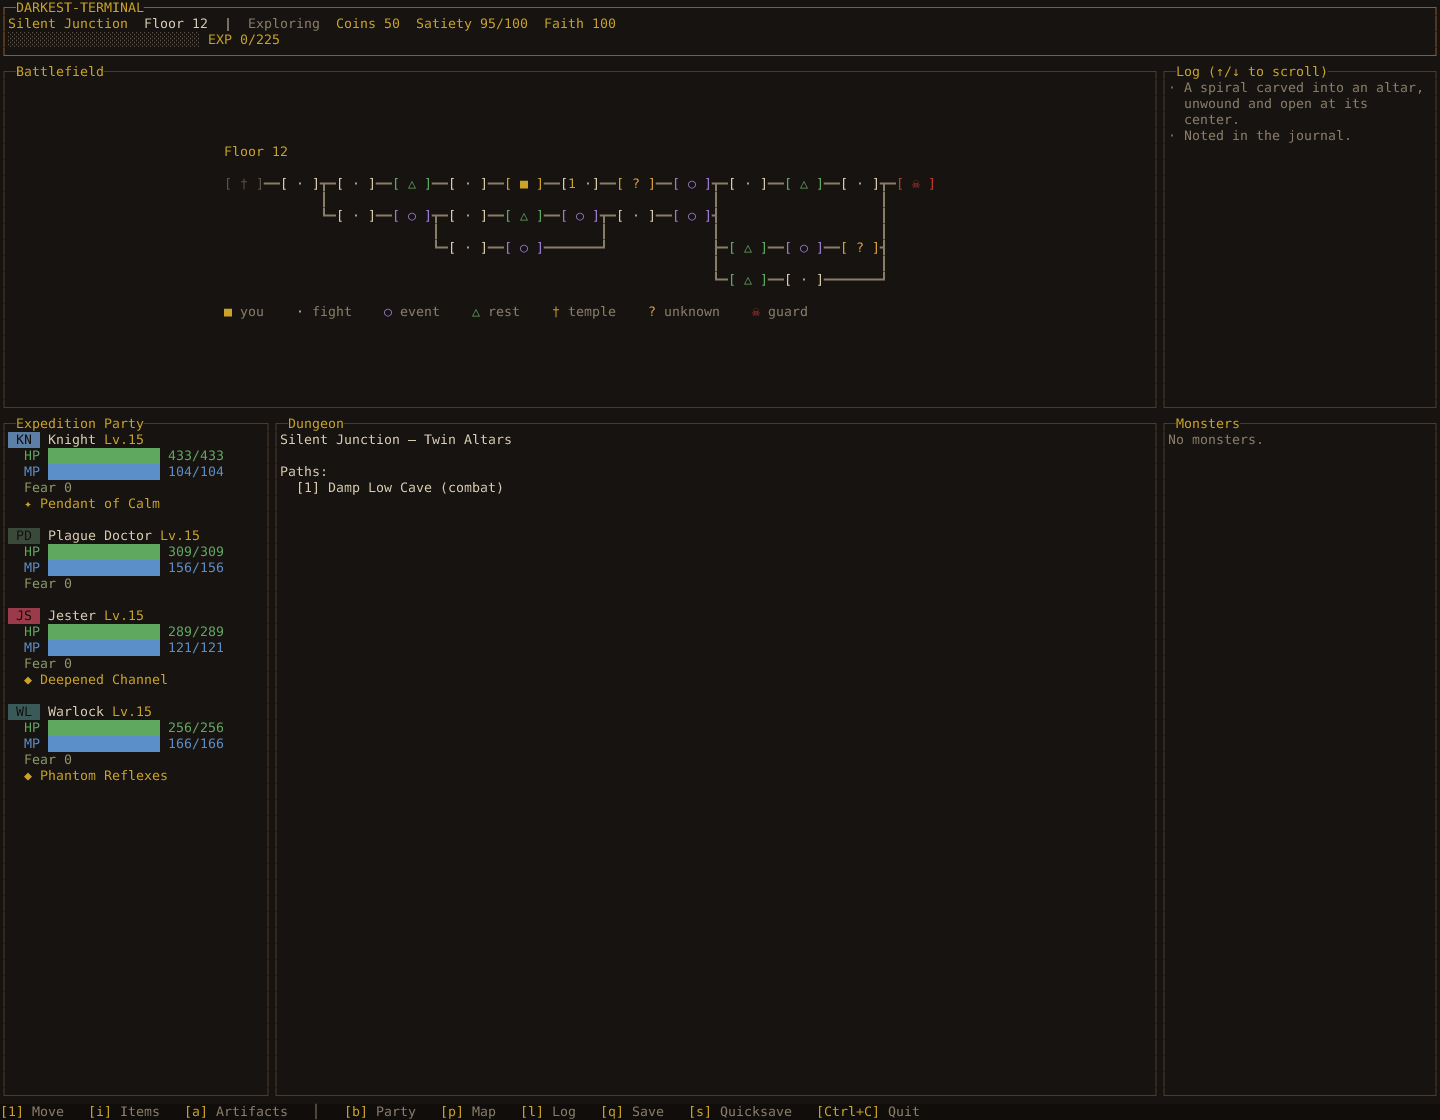 DARKEST-TERMINAL
Silent Junction  Floor 12  |  Exploring  Coins 50  Satiety 95/100  Faith 100
EXP 0/225
Battlefield
Floor 12
[ † ]──[ · ]┬─[ · ]──[ △ ]──[ · ]──[ ■ ]──[1 ·]──[ ? ]──[ ○ ]┬─[ · ]──[ △ ]──[ · ]┬─[ ☠ ]
└─[ · ]──[ ○ ]┬─[ · ]──[ △ ]──[ ○ ]┬─[ · ]──[ ○ ]┤
└─[ · ]──[ ○ ]───────┘ ├─[ △ ]──[ ○ ]──[ ? ]┤
└─[ △ ]──[ · ]───────┘
■ you  · fight  ○ event  △ rest  † temple  ? unknown  ☠ guard
Log (↑/↓ to scroll)
· A spiral carved into an altar,
unwound and open at its
center.
· Noted in the journal.
Expedition Party
KN Knight Lv.15
HP 433/433
MP 104/104
Fear 0
✦ Pendant of Calm
PD Plague Doctor Lv.15
HP 309/309
MP 156/156
Fear 0
JS Jester Lv.15
HP 289/289
MP 121/121
Fear 0
◆ Deepened Channel
WL Warlock Lv.15
HP 256/256
MP 166/166
Fear 0
◆ Phantom Reflexes
Dungeon
Silent Junction — Twin Altars
Paths:
[1] Damp Low Cave (combat)
Monsters
No monsters.
[1] Move  [i] Items  [a] Artifacts  │  [b] Party  [p] Map  [l] Log  [q] Save  [s] Quicksave  [Ctrl+C] Quit